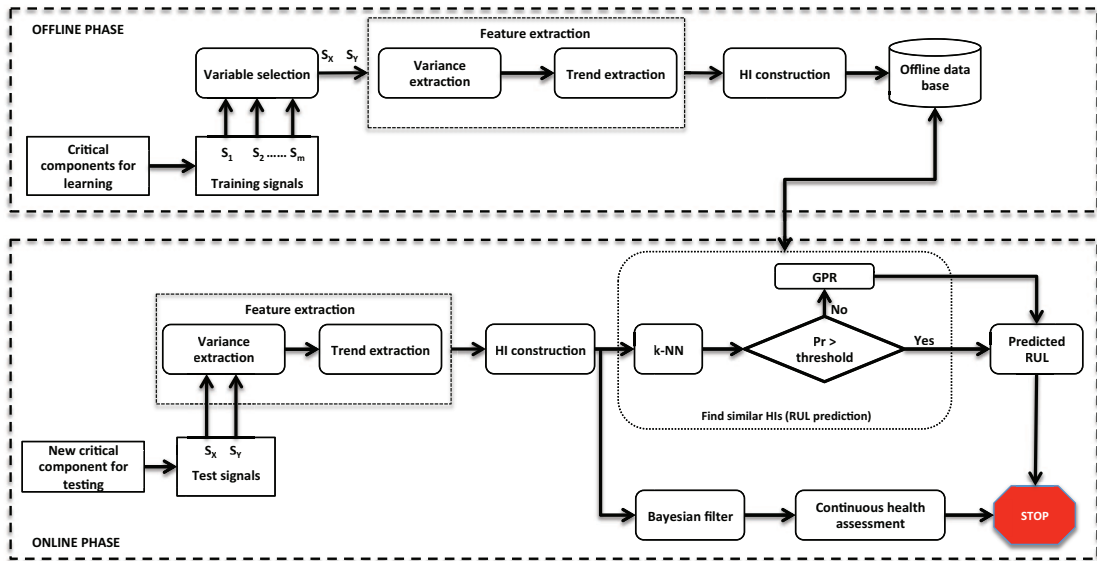 OFFLINE PHASE
Feature extraction
Variable selection
S_X S_Y
Variance
extraction
Trend extraction
HI construction
Offline data
base
Critical
components for
learning
S_1 S_2 ...... S_m
Training signals
Feature extraction
Variance
extraction
Trend extraction
HI construction
k-NN
GPR
No
Pr >
threshold
Yes
Predicted
RUL
Find similar HIs (RUL prediction)
New critical
component for
testing
S_X S_Y
Test signals
Bayesian filter
Continuous health
assessment
STOP
ONLINE PHASE